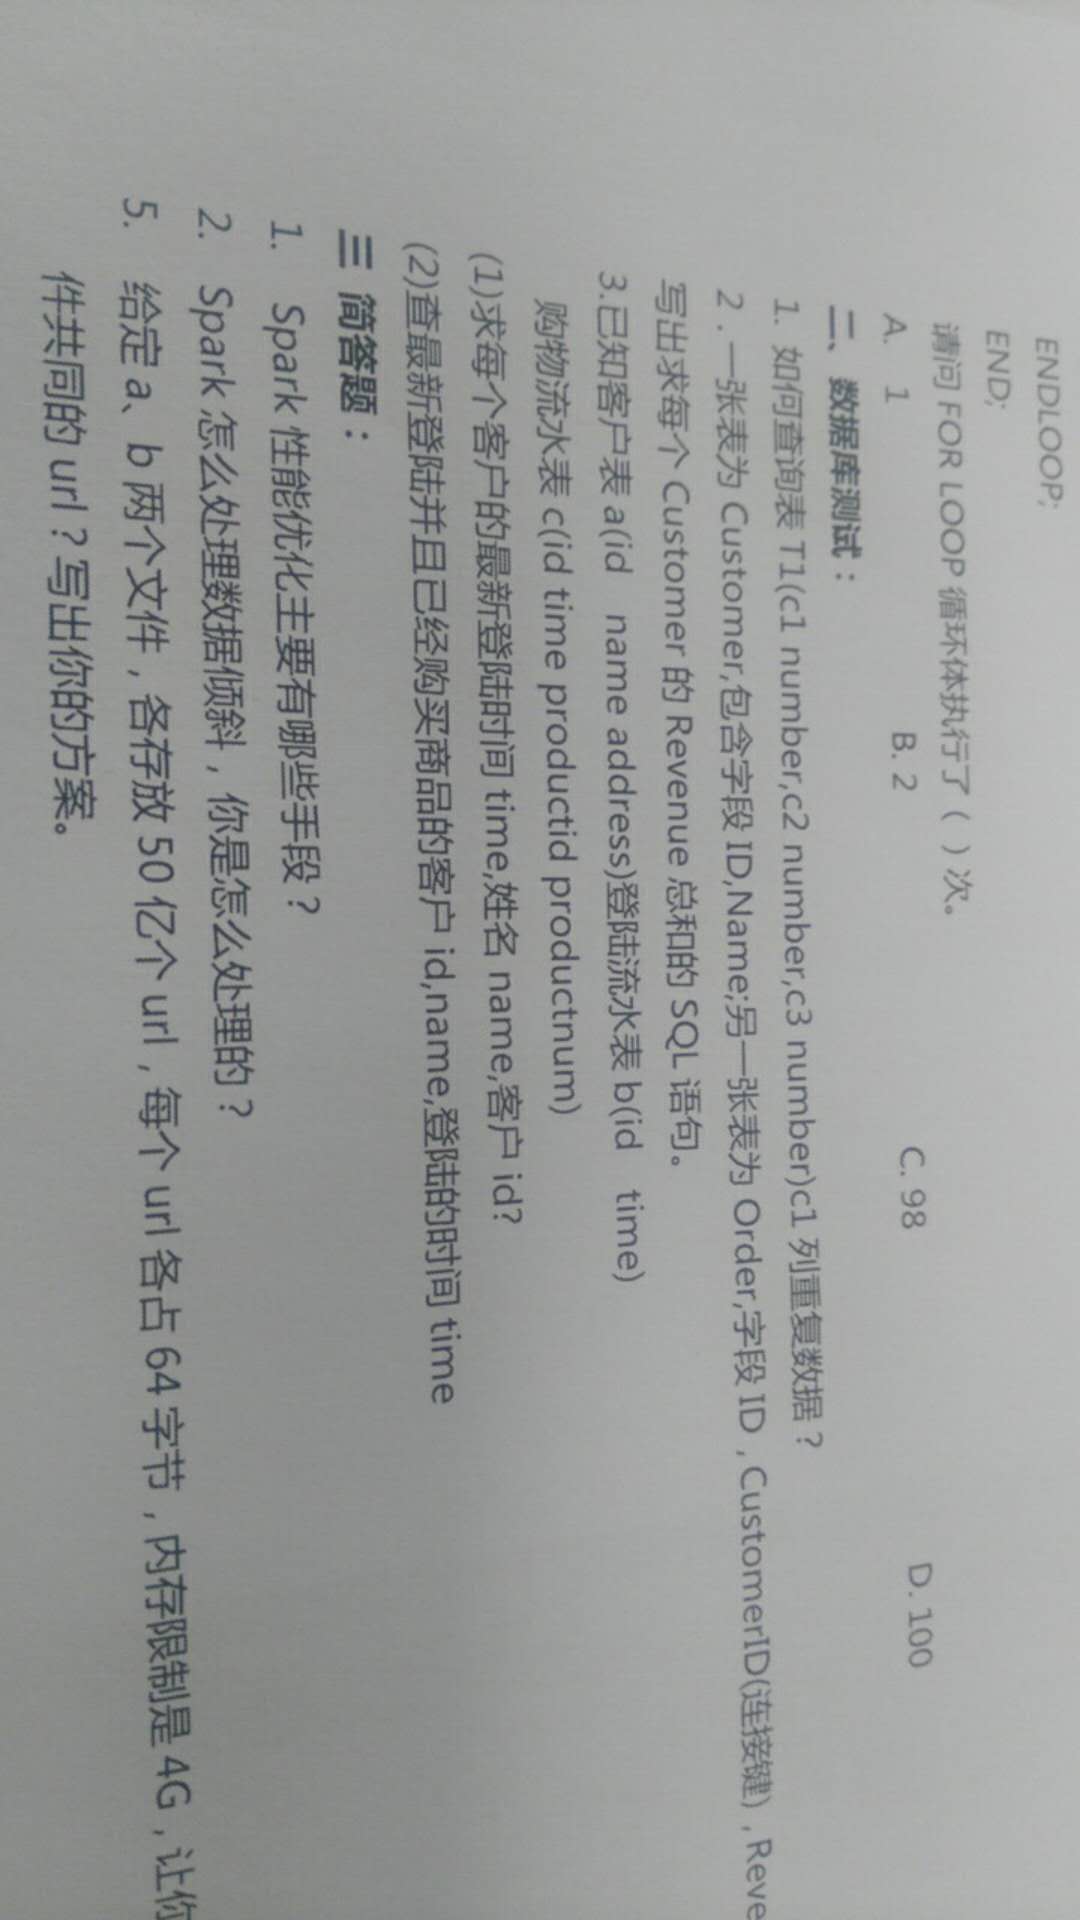 ENDLOOP;
END;
请问 FOR LOOP 循环体执行了（ ）次。
A. 1 B. 2 C. 98 D. 100
二、数据库测试：
1. 如何查询表 T1(c1 number,c2 number,c3 number)c1 列重复数据？
2．一张表为 Customer,包含字段 ID,Name;另一张表为 Order,字段 ID，CustomerID(连接键)，Reve
写出求每个 Customer 的 Revenue 总和的 SQL 语句。
3.已知客户表 a(id name address)登陆流水表 b(id time)
购物流水表 c(id time productid productnum)
(1)求每个客户的最新登陆时间 time,姓名 name,客户 id?
(2)查最新登陆并且已经购买商品的客户 id,name,登陆的时间 time
三 简答题：
1. Spark 性能优化主要有哪些手段？
2. Spark 怎么处理数据倾斜，你是怎么处理的？
5. 给定 a、b 两个文件，各存放 50 亿个 url，每个 url 各占 64 字节，内存限制是 4G，让你
件共同的 url？写出你的方案。